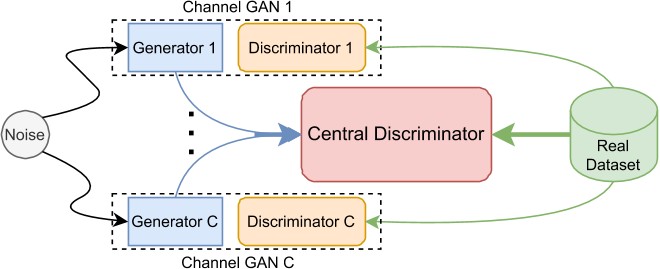 Channel GAN 1
Generator 1
Discriminator 1
Noise
Central Discriminator
Real
Dataset
Generator C
Discriminator C
Channel GAN C